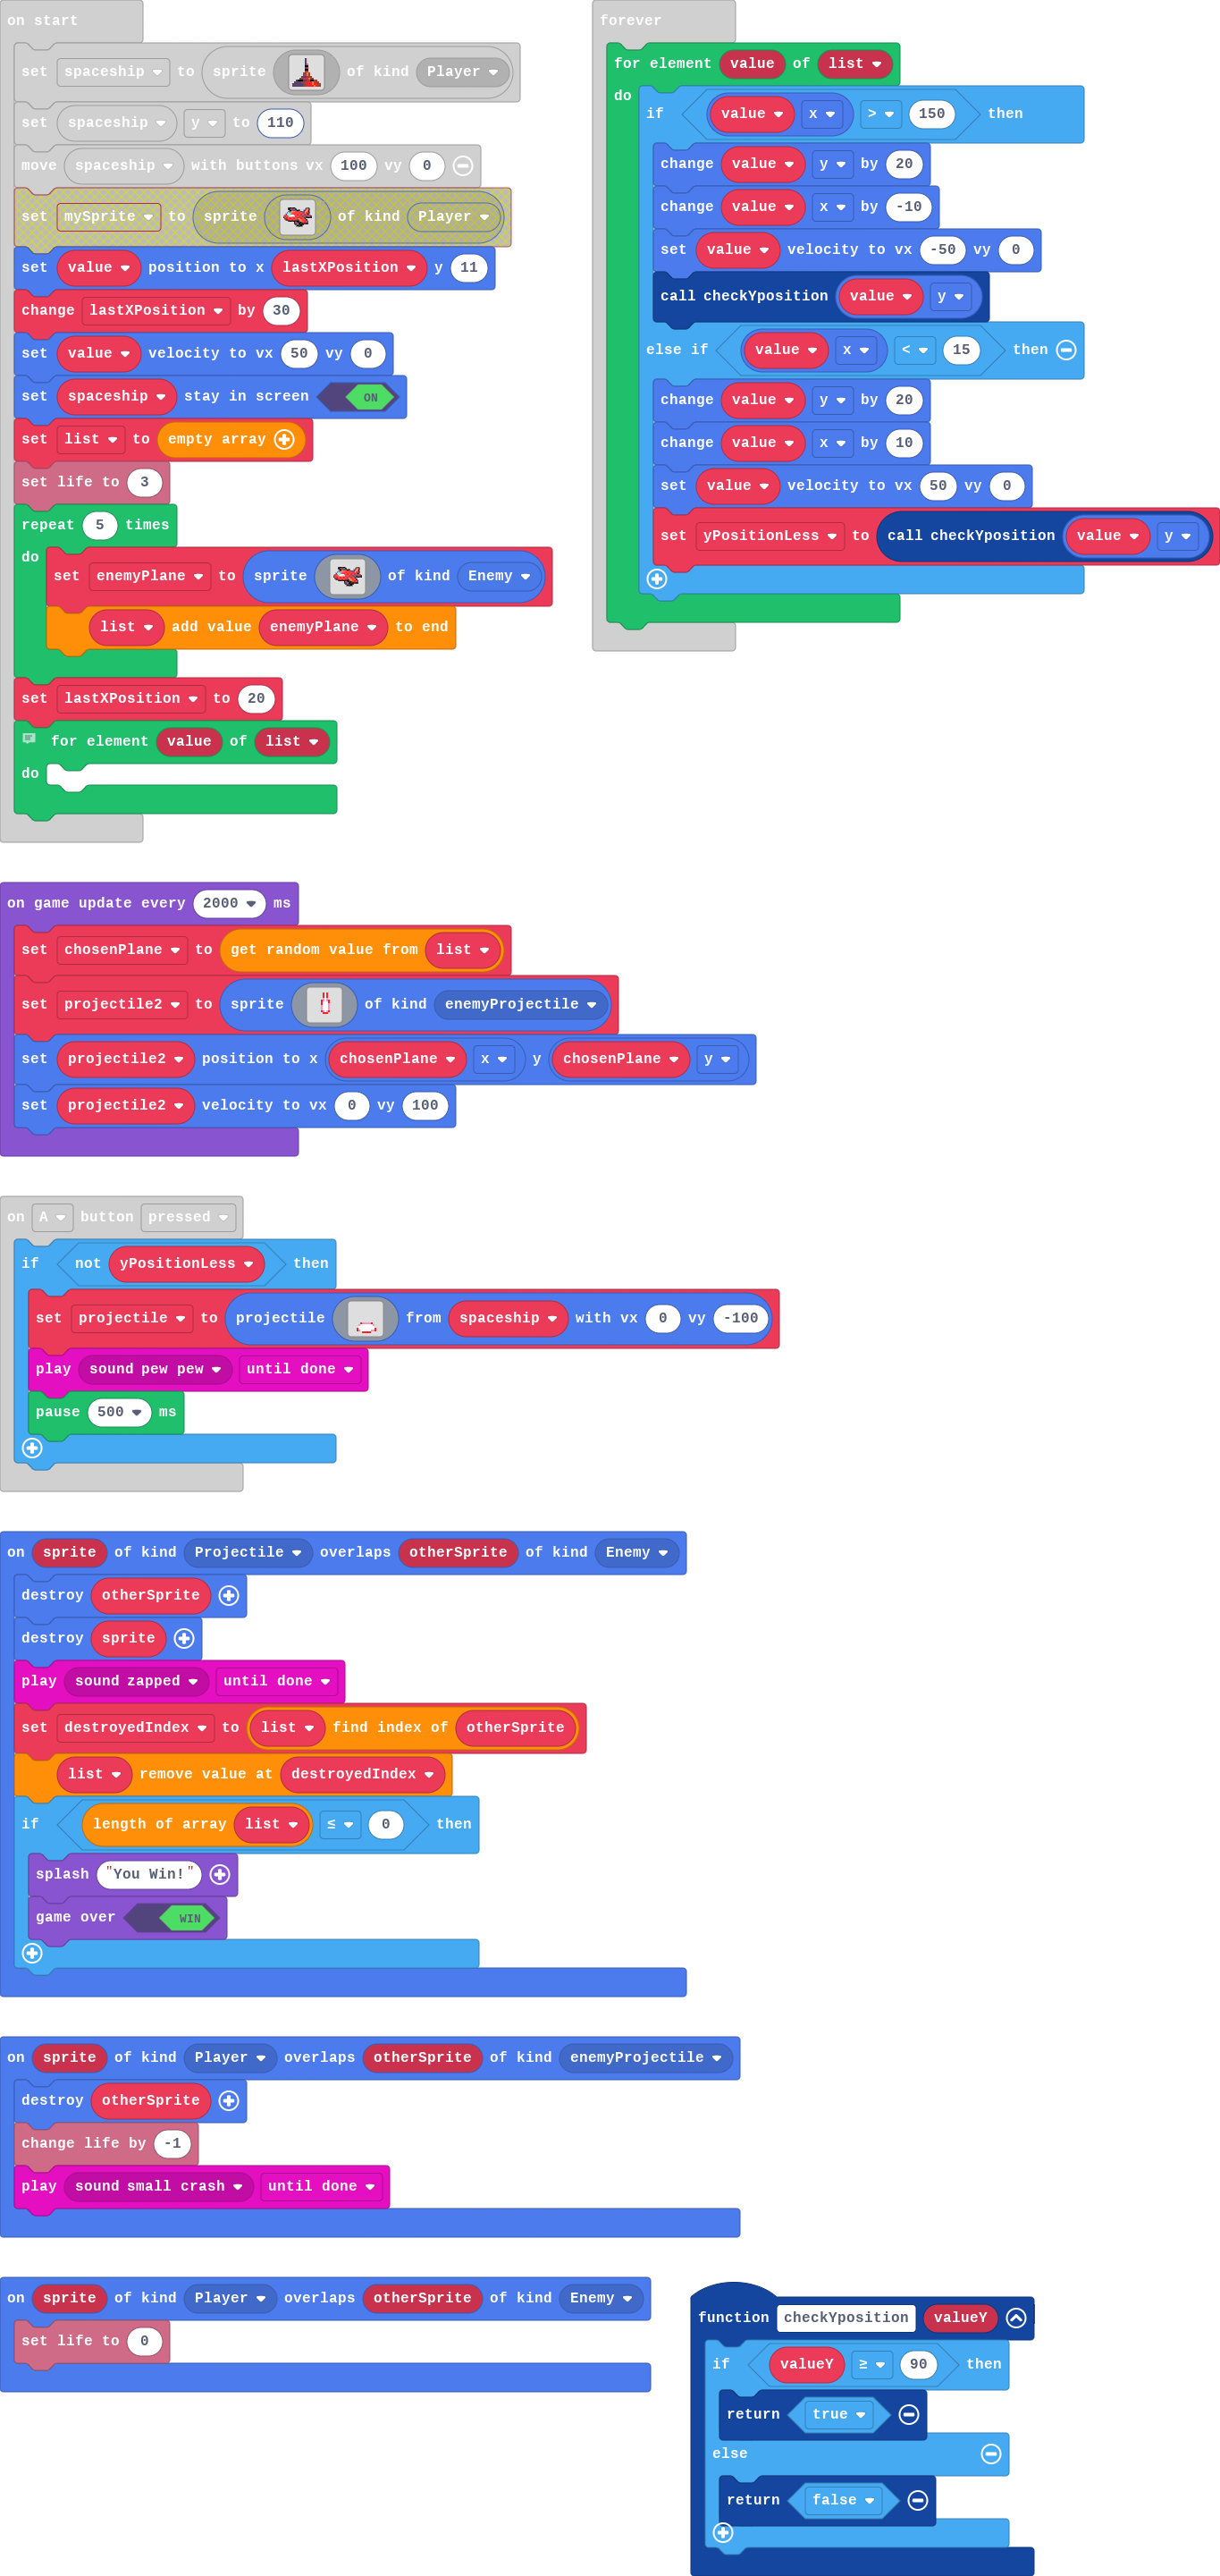 on start
set spaceship to sprite of kind Player
set spaceship y to 110
move spaceship with buttons vx 100 vy 0
set mySprite to sprite of kind Player
set value position to x lastXPosition y 11
change lastXPosition by 30
set value velocity to vx 50 vy 0
set spaceship stay in screen ON
set list to empty array
set life to 3
repeat 5 times
do
set enemyPlane to sprite of kind Enemy
list add value enemyPlane to end
set lastXPosition to 20
for element value of list
do
forever
for element value of list
do
if value x > 150 then
change value y by 20
change value x by -10
set value velocity to vx -50 vy 0
call checkYposition value y
else if value x < 15 then
change value y by 20
change value x by 10
set value velocity to vx 50 vy 0
set yPositionLess to call checkYposition value y
on game update every 2000 ms
set chosenPlane to get random value from list
set projectile2 to sprite of kind enemyProjectile
set projectile2 position to x chosenPlane x y chosenPlane y
set projectile2 velocity to vx 0 vy 100
on A button pressed
if not yPositionLess then
set projectile to projectile from spaceship with vx 0 vy -100
play sound pew pew until done
pause 500 ms
on sprite of kind Projectile overlaps otherSprite of kind Enemy
destroy otherSprite
destroy sprite
play sound zapped until done
set destroyedIndex to list find index of otherSprite
list remove value at destroyedIndex
if length of array list ≤ 0 then
splash "You Win!"
game over WIN
on sprite of kind Player overlaps otherSprite of kind enemyProjectile
destroy otherSprite
change life by -1
play sound small crash until done
on sprite of kind Player overlaps otherSprite of kind Enemy
set life to 0
function checkYposition valueY
if valueY ≥ 90 then
return true
else
return false